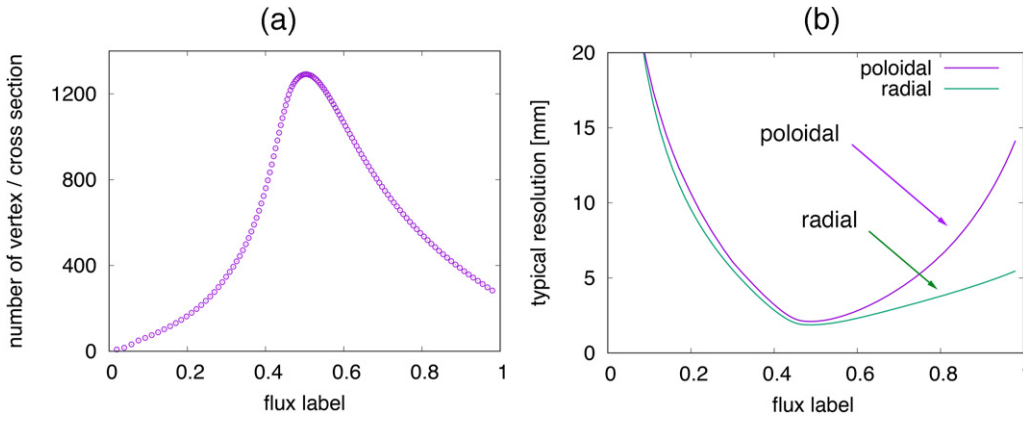 (a)
number of vertex / cross section
1200
800
400
0
0 0.2 0.4 0.6 0.8 1
flux label
(b)
typical resolution [mm]
20
15
10
5
0
poloidal
radial
poloidal
radial
0 0.2 0.4 0.6 0.8 1
flux label